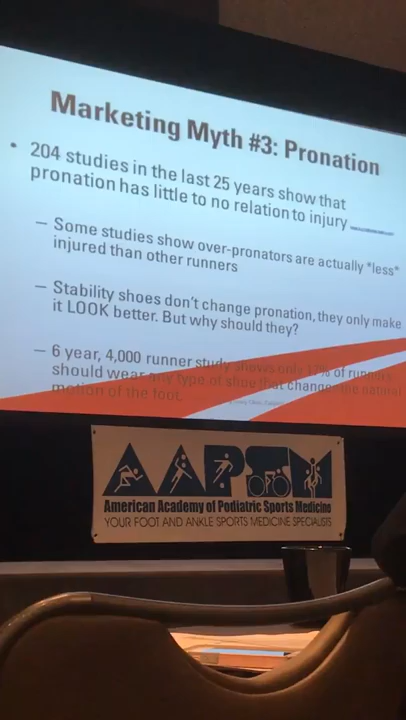 Marketing Myth #3: Pronation
• 204 studies in the last 25 years show that
pronation has little to no relation to injury
– Some studies show over-pronators are actually *less*
injured than other runners
– Stability shoes don't change pronation, they only make
it LOOK better. But why should they?
– 6 year, 4,000 runner study shows only 17% of runners
should wear any type of shoe that changes the natural
motion of the foot.
AAPSM
American Academy of Podiatric Sports Medicine
YOUR FOOT AND ANKLE SPORTS MEDICINE SPECIALISTS